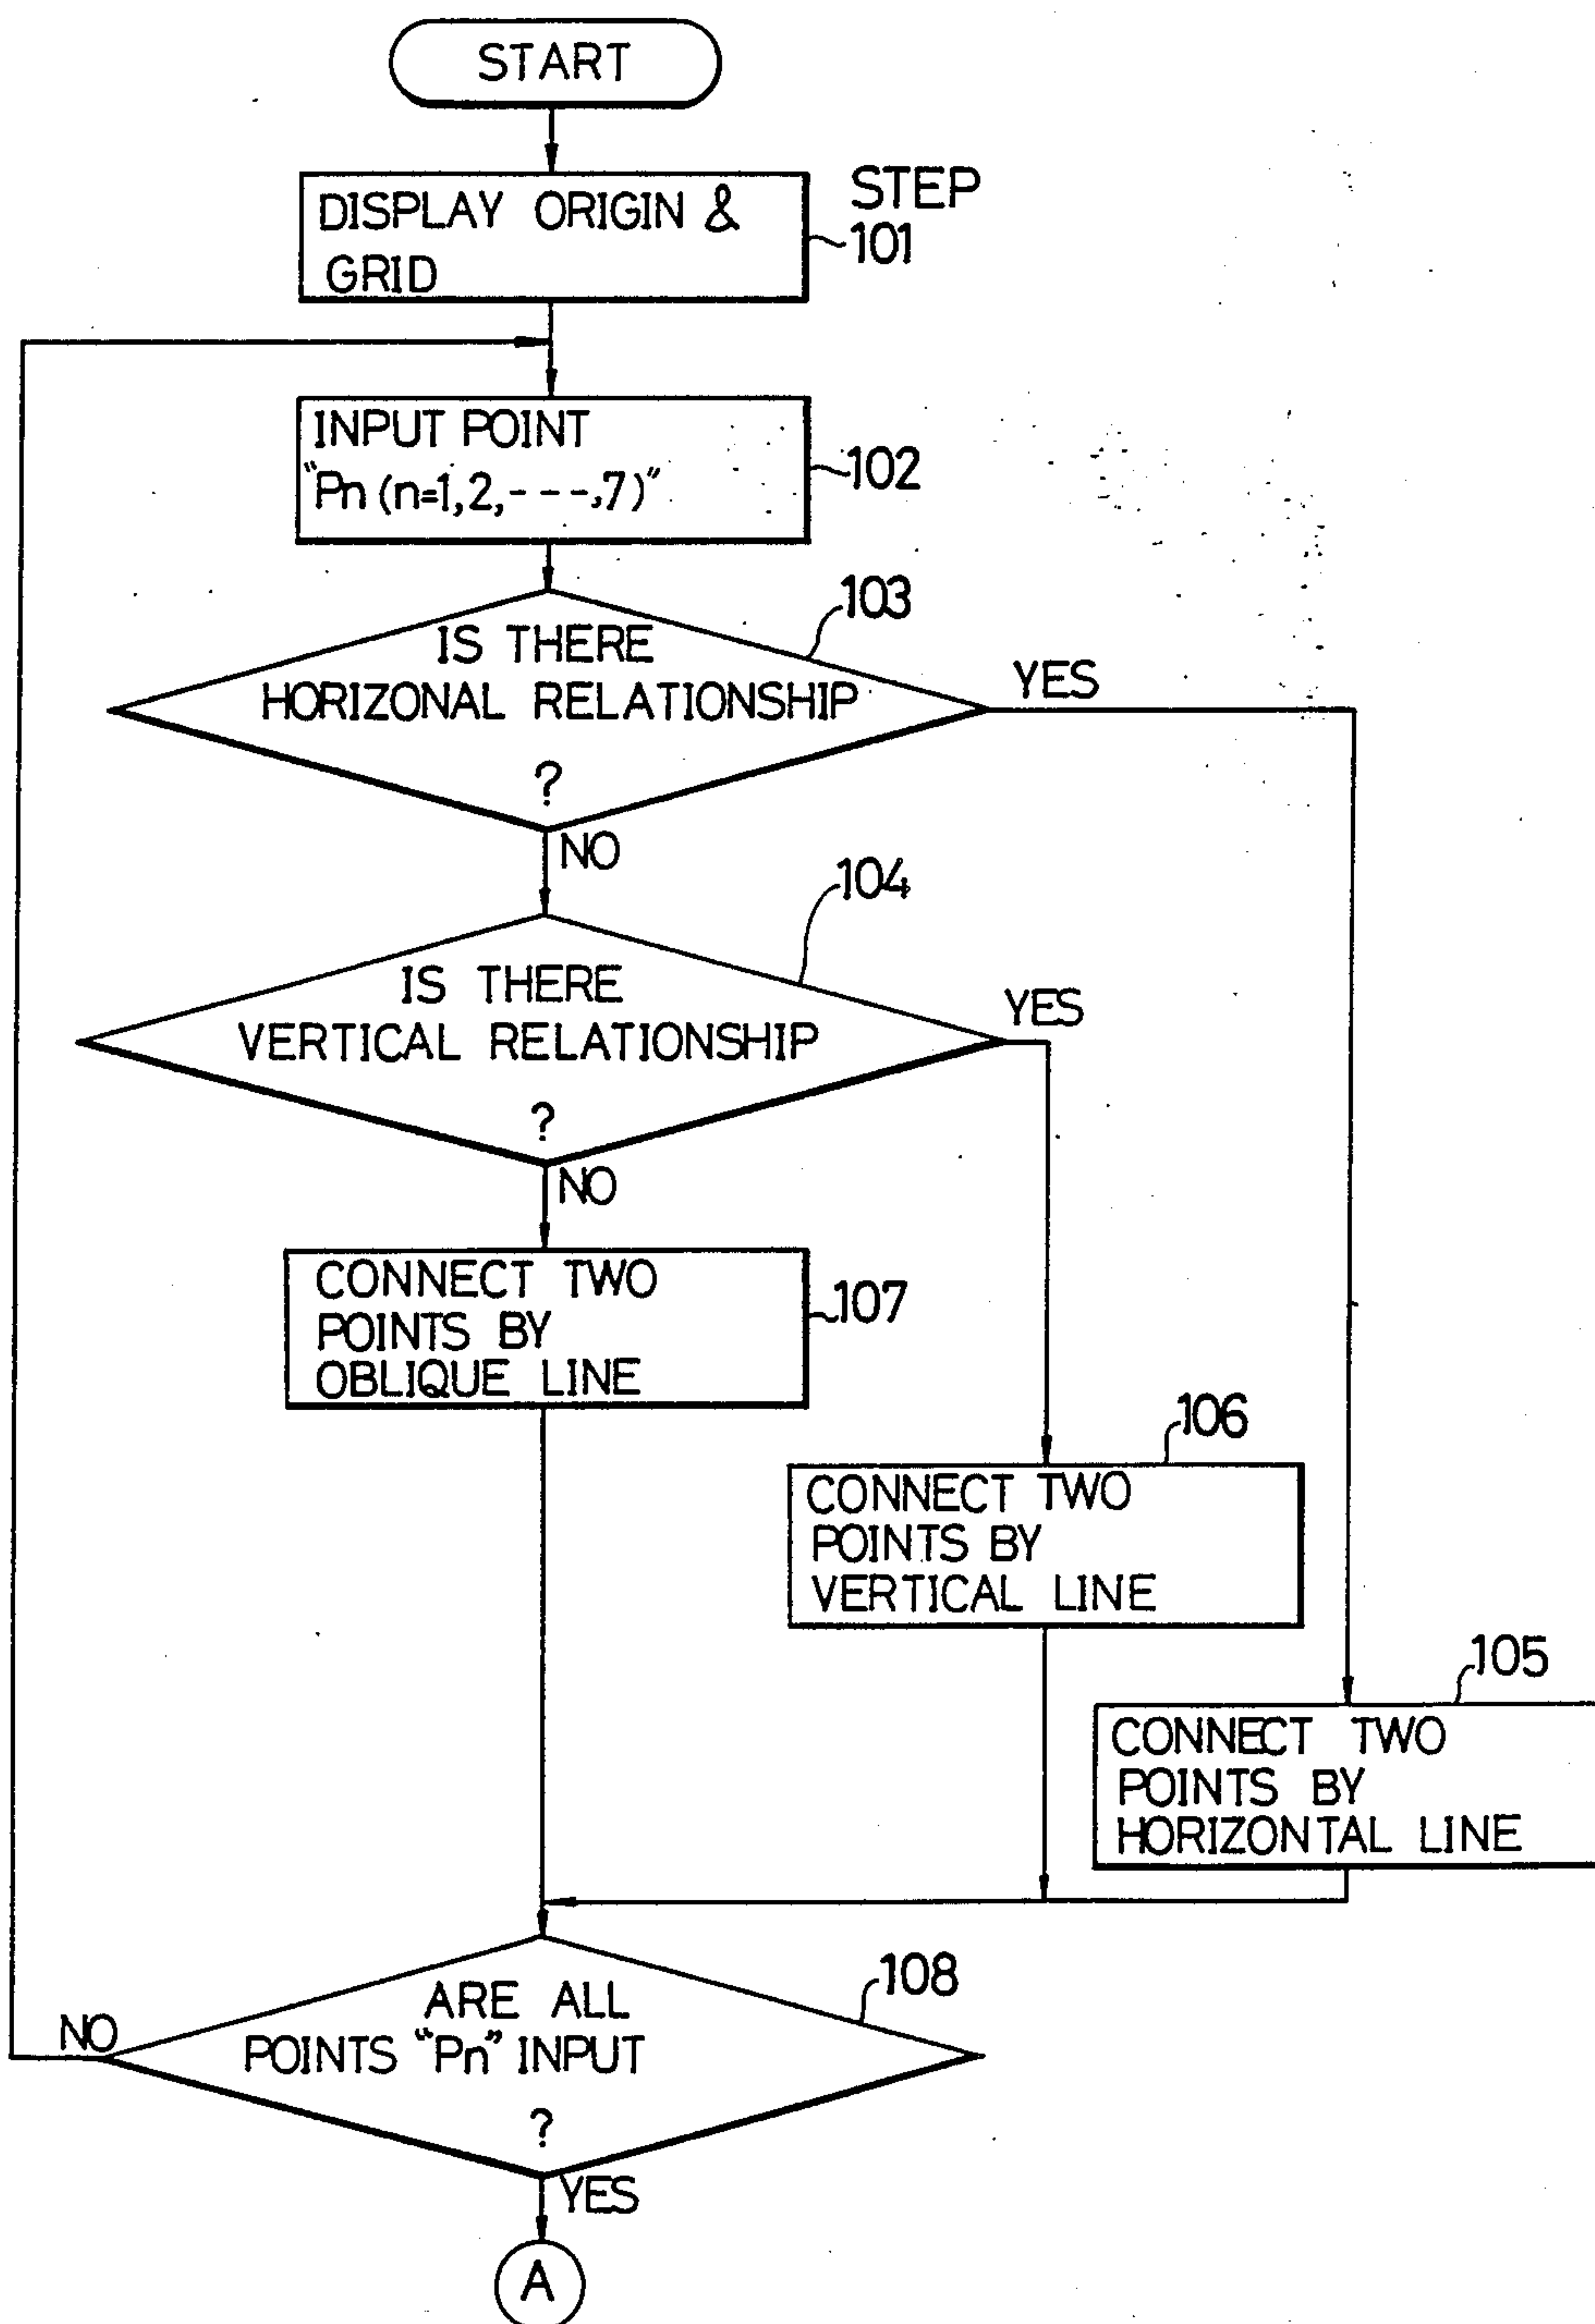 START
DISPLAY ORIGIN &
GRID
STEP
101
INPUT POINT
"Pn (n=1,2,---,7)"
102
103
IS THERE
HORIZONAL RELATIONSHIP
?
YES
NO
104
IS THERE
VERTICAL RELATIONSHIP
?
YES
NO
CONNECT TWO
POINTS BY
OBLIQUE LINE
107
106
CONNECT TWO
POINTS BY
VERTICAL LINE
105
CONNECT TWO
POINTS BY
HORIZONTAL LINE
108
ARE ALL
POINTS "Pn" INPUT
?
NO
YES
A